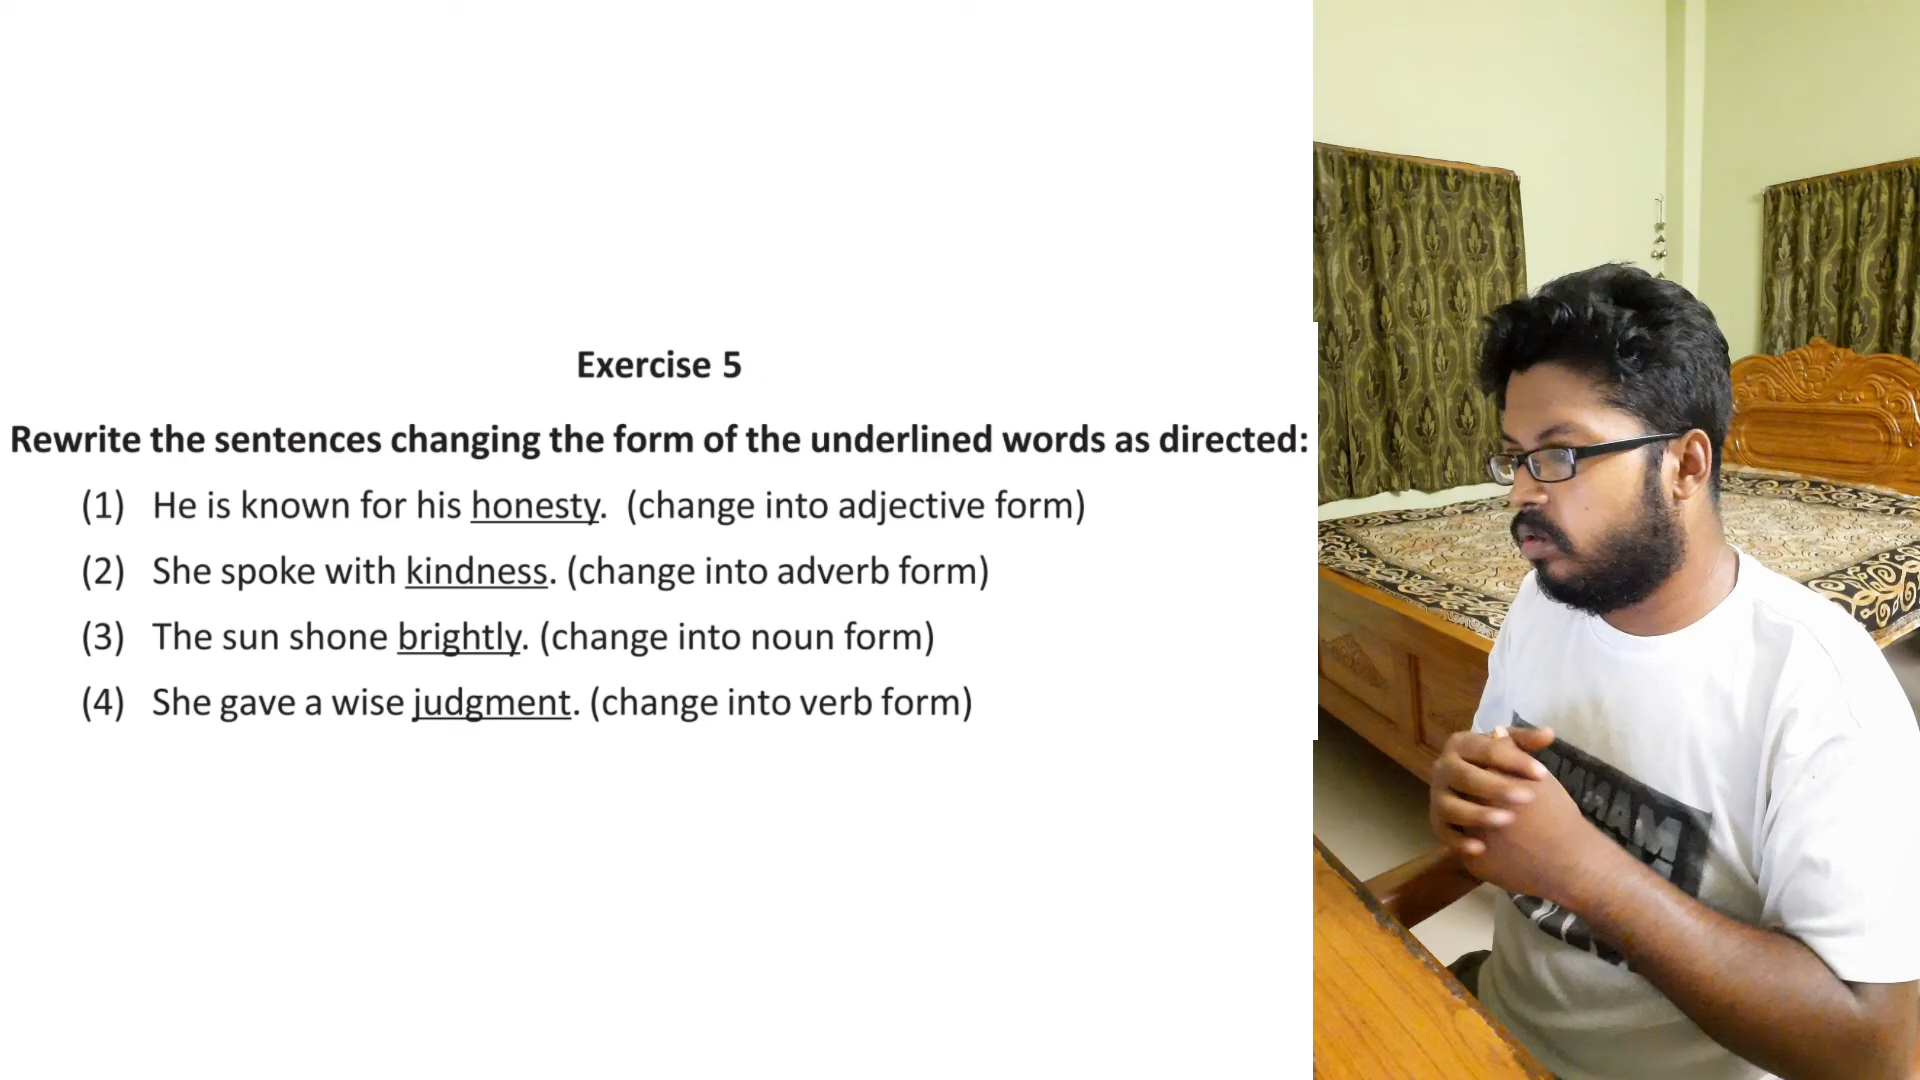 Exercise 5
Rewrite the sentences changing the form of the underlined words as directed:
(1) He is known for his honesty. (change into adjective form)
(2) She spoke with kindness. (change into adverb form)
(3) The sun shone brightly. (change into noun form)
(4) She gave a wise judgment. (change into verb form)